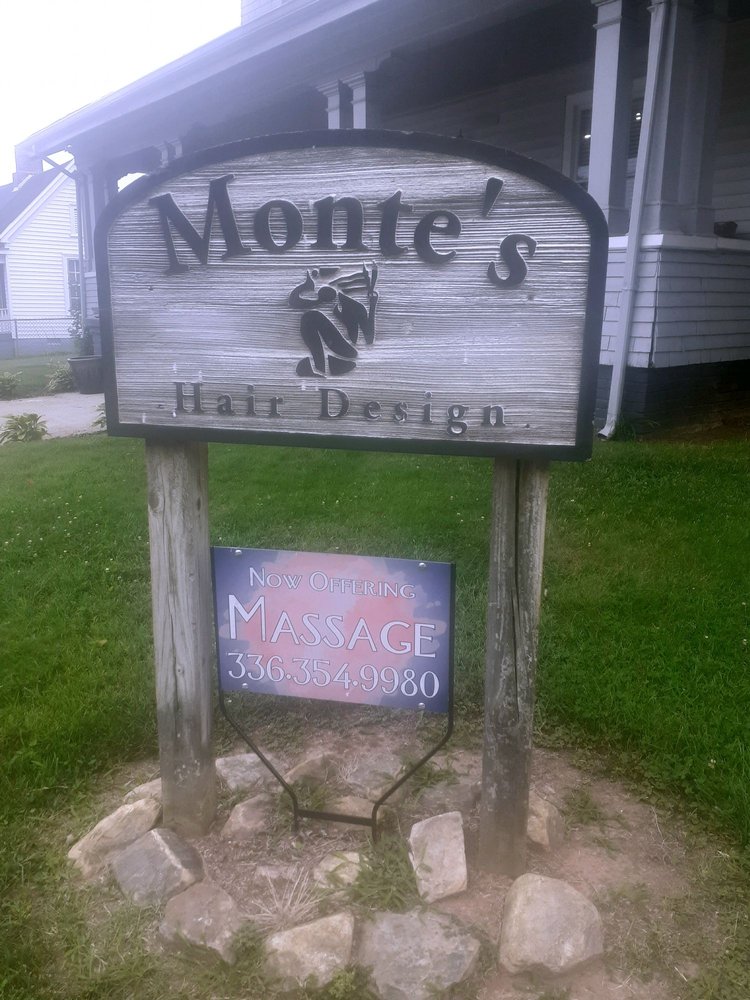 Monte's
Hair Design
Now Offering
Massage
336.354.9980